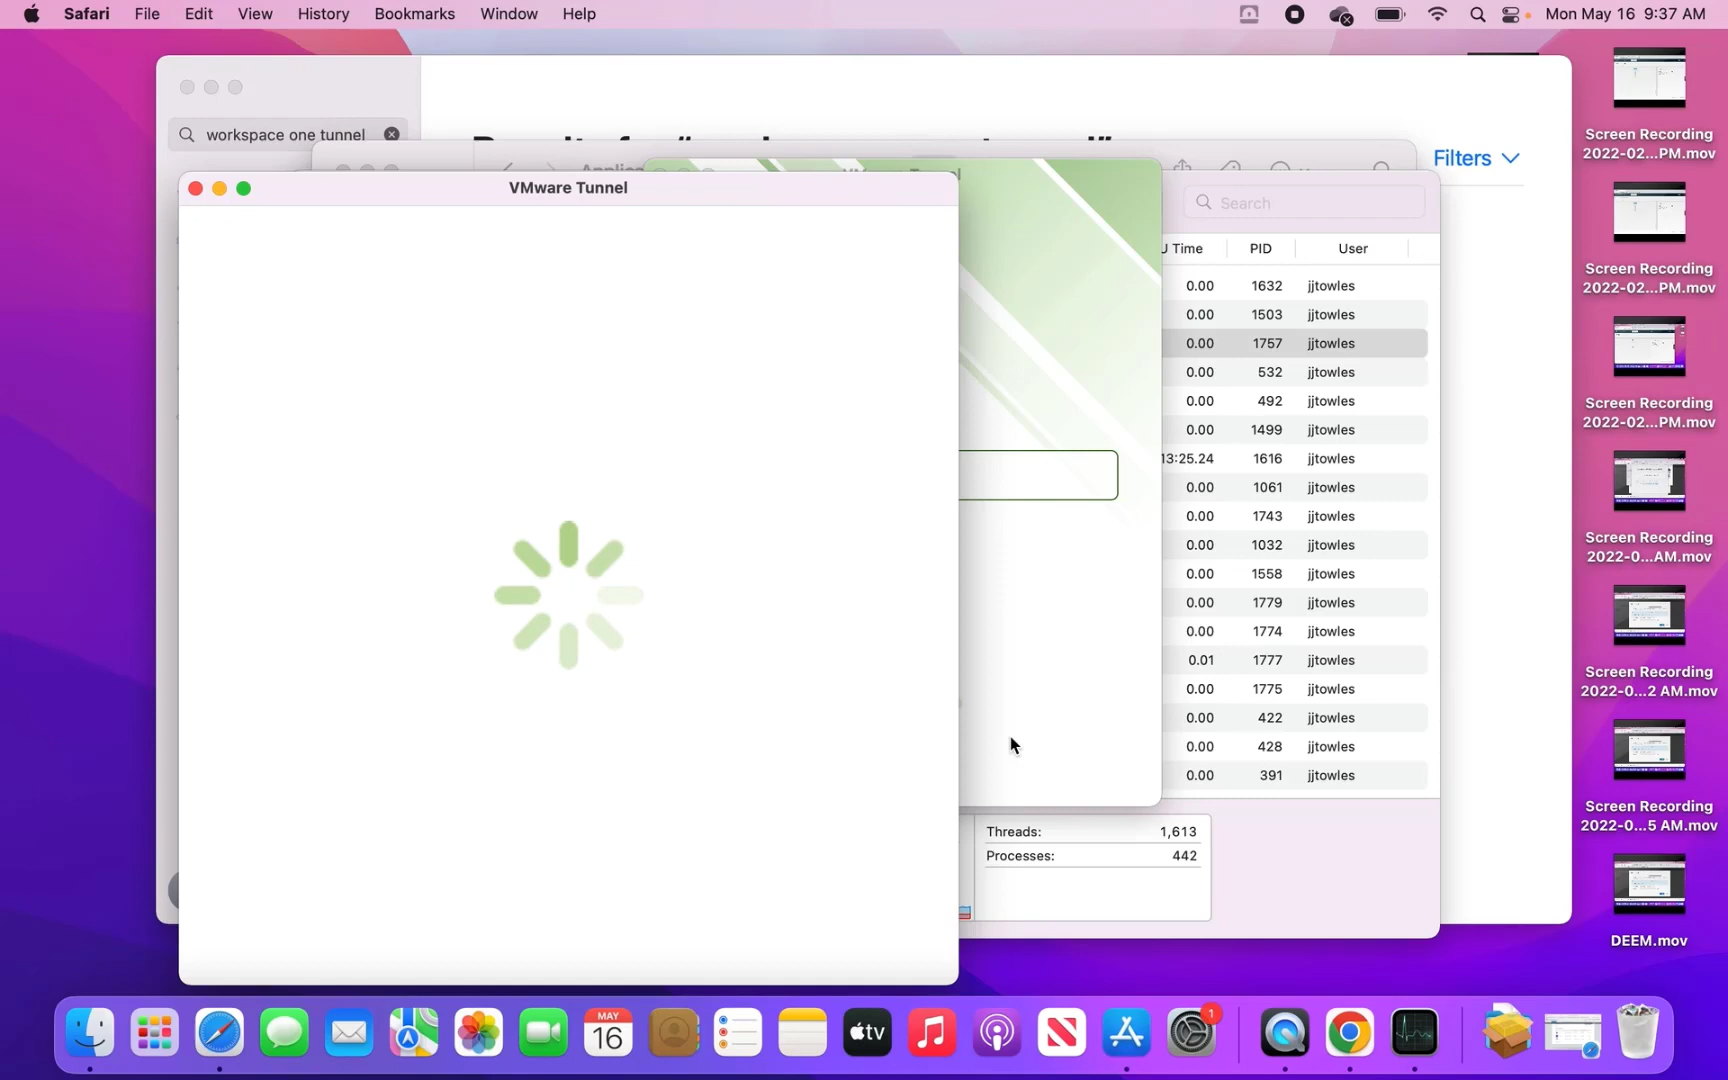 Safari File Edit View History Bookmarks Window Help Mon May 16 9:37 AM
workspace one tunnel
Filters
VMware Tunnel
Search
PID User
0.00 1632 jjtowles
0.00 1503 jjtowles
0.00 1757 jjtowles
0.00 532 jjtowles
0.00 492 jjtowles
0.00 1499 jjtowles
13:25.24 1616 jjtowles
0.00 1061 jjtowles
0.00 1743 jjtowles
0.00 1032 jjtowles
0.00 1558 jjtowles
0.00 1779 jjtowles
0.00 1774 jjtowles
0.01 1777 jjtowles
0.00 1775 jjtowles
0.00 422 jjtowles
0.00 428 jjtowles
0.00 391 jjtowles
Threads: 1,613
Processes: 442
Screen Recording
2022-02...PM.mov
Screen Recording
2022-02...PM.mov
Screen Recording
2022-02...PM.mov
Screen Recording
2022-0...AM.mov
Screen Recording
2022-0...2 AM.mov
Screen Recording
2022-0...5 AM.mov
DEEM.mov
MAY
16
tv
1